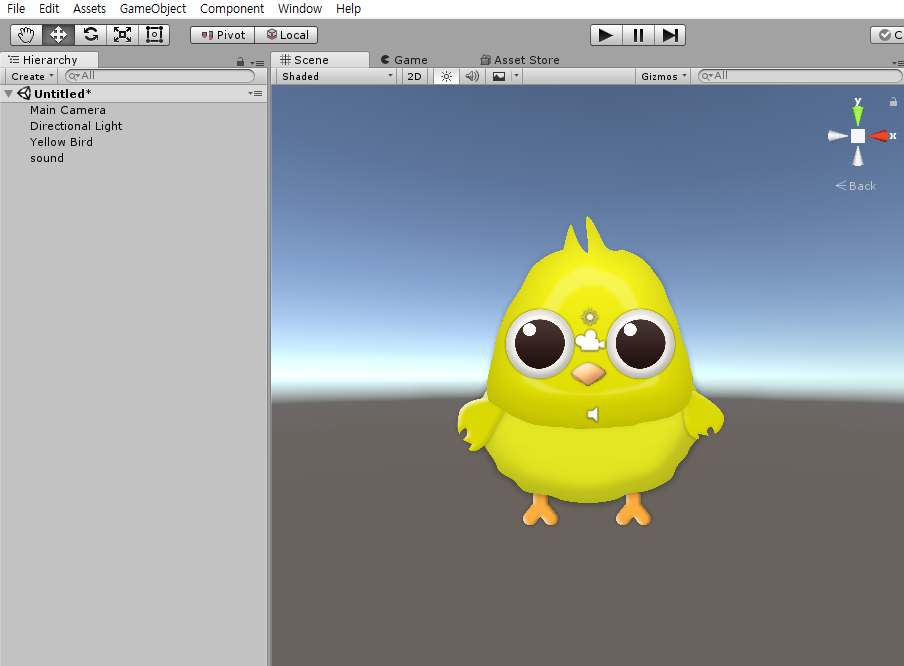 File Edit Assets GameObject Component Window Help
Pivot Local C
Hierarchy
Create All
Untitled*
Main Camera
Directional Light
Yellow Bird
sound
Scene Game Asset Store
Shaded 2D Gizmos All
y
x
Back